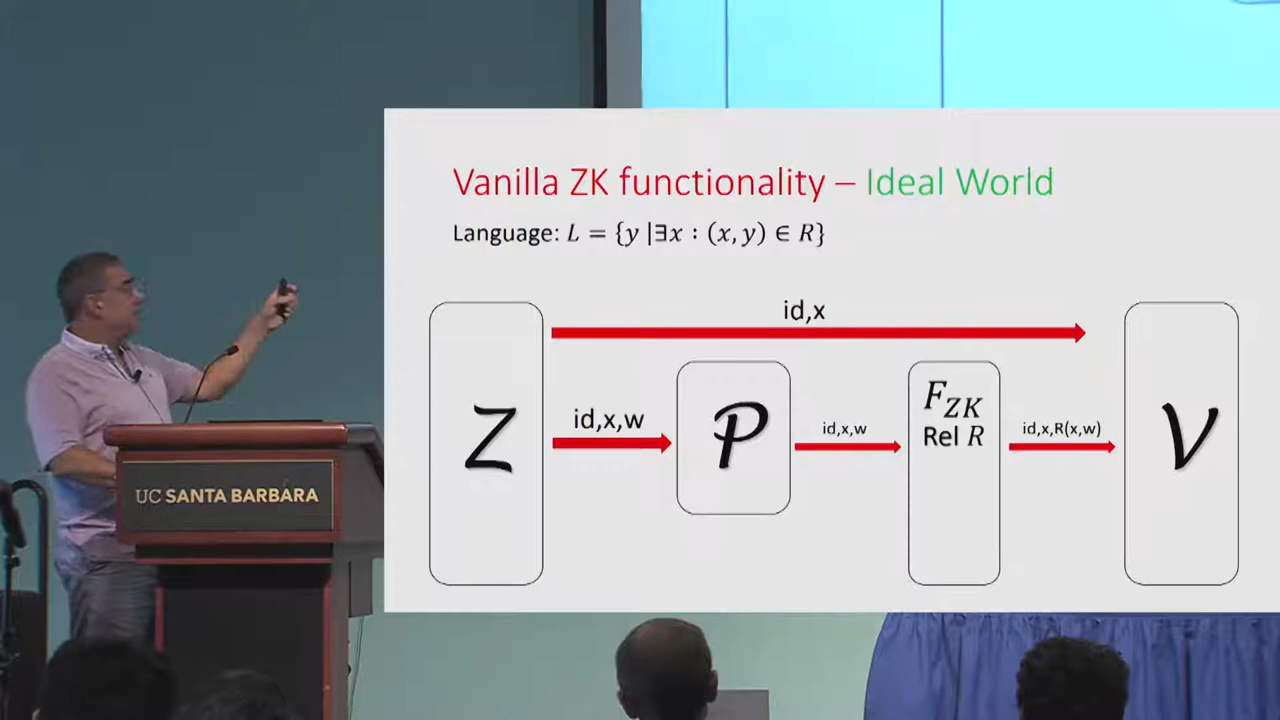 Vanilla ZK functionality – Ideal World
Language: L = {y |∃x : (x, y) ∈ R}
id,x
Z
id,x,w
P
id,x,w
F_ZK
Rel R
id,x,R(x,w)
V
UC SANTA BARBARA